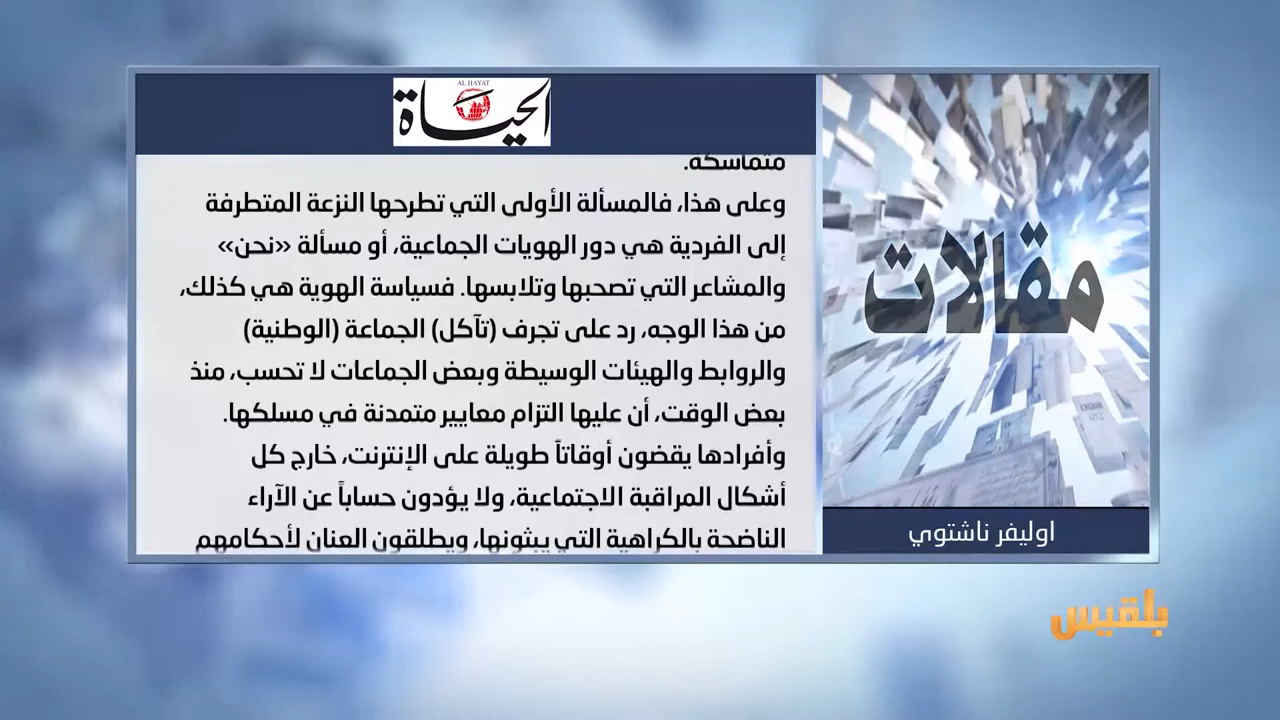 AL HAYAT
الحياة
متماسكة.
وعلى هذا، فالمسألة الأولى التي تطرحها النزعة المتطرفة
إلى الفردية هي دور الهويات الجماعية، أو مسألة «نحن»
والمشاعر التي تصحبها وتلابسها. فسياسة الهوية هي كذلك،
من هذا الوجه، رد على تجرف (تآكل) الجماعة (الوطنية)
والروابط والهيئات الوسيطة وبعض الجماعات لا تحسب، منذ
بعض الوقت، أن عليها التزام معايير متمدنة في مسلكها.
وأفرادها يقضون أوقاتاً طويلة على الإنترنت، خارج كل
أشكال المراقبة الاجتماعية، ولا يؤدون حساباً عن الآراء
الناضحة بالكراهية التي يبثونها، ويطلقون العنان لأحكامهم
مقالات
اوليفر ناشتوي
بلقيس